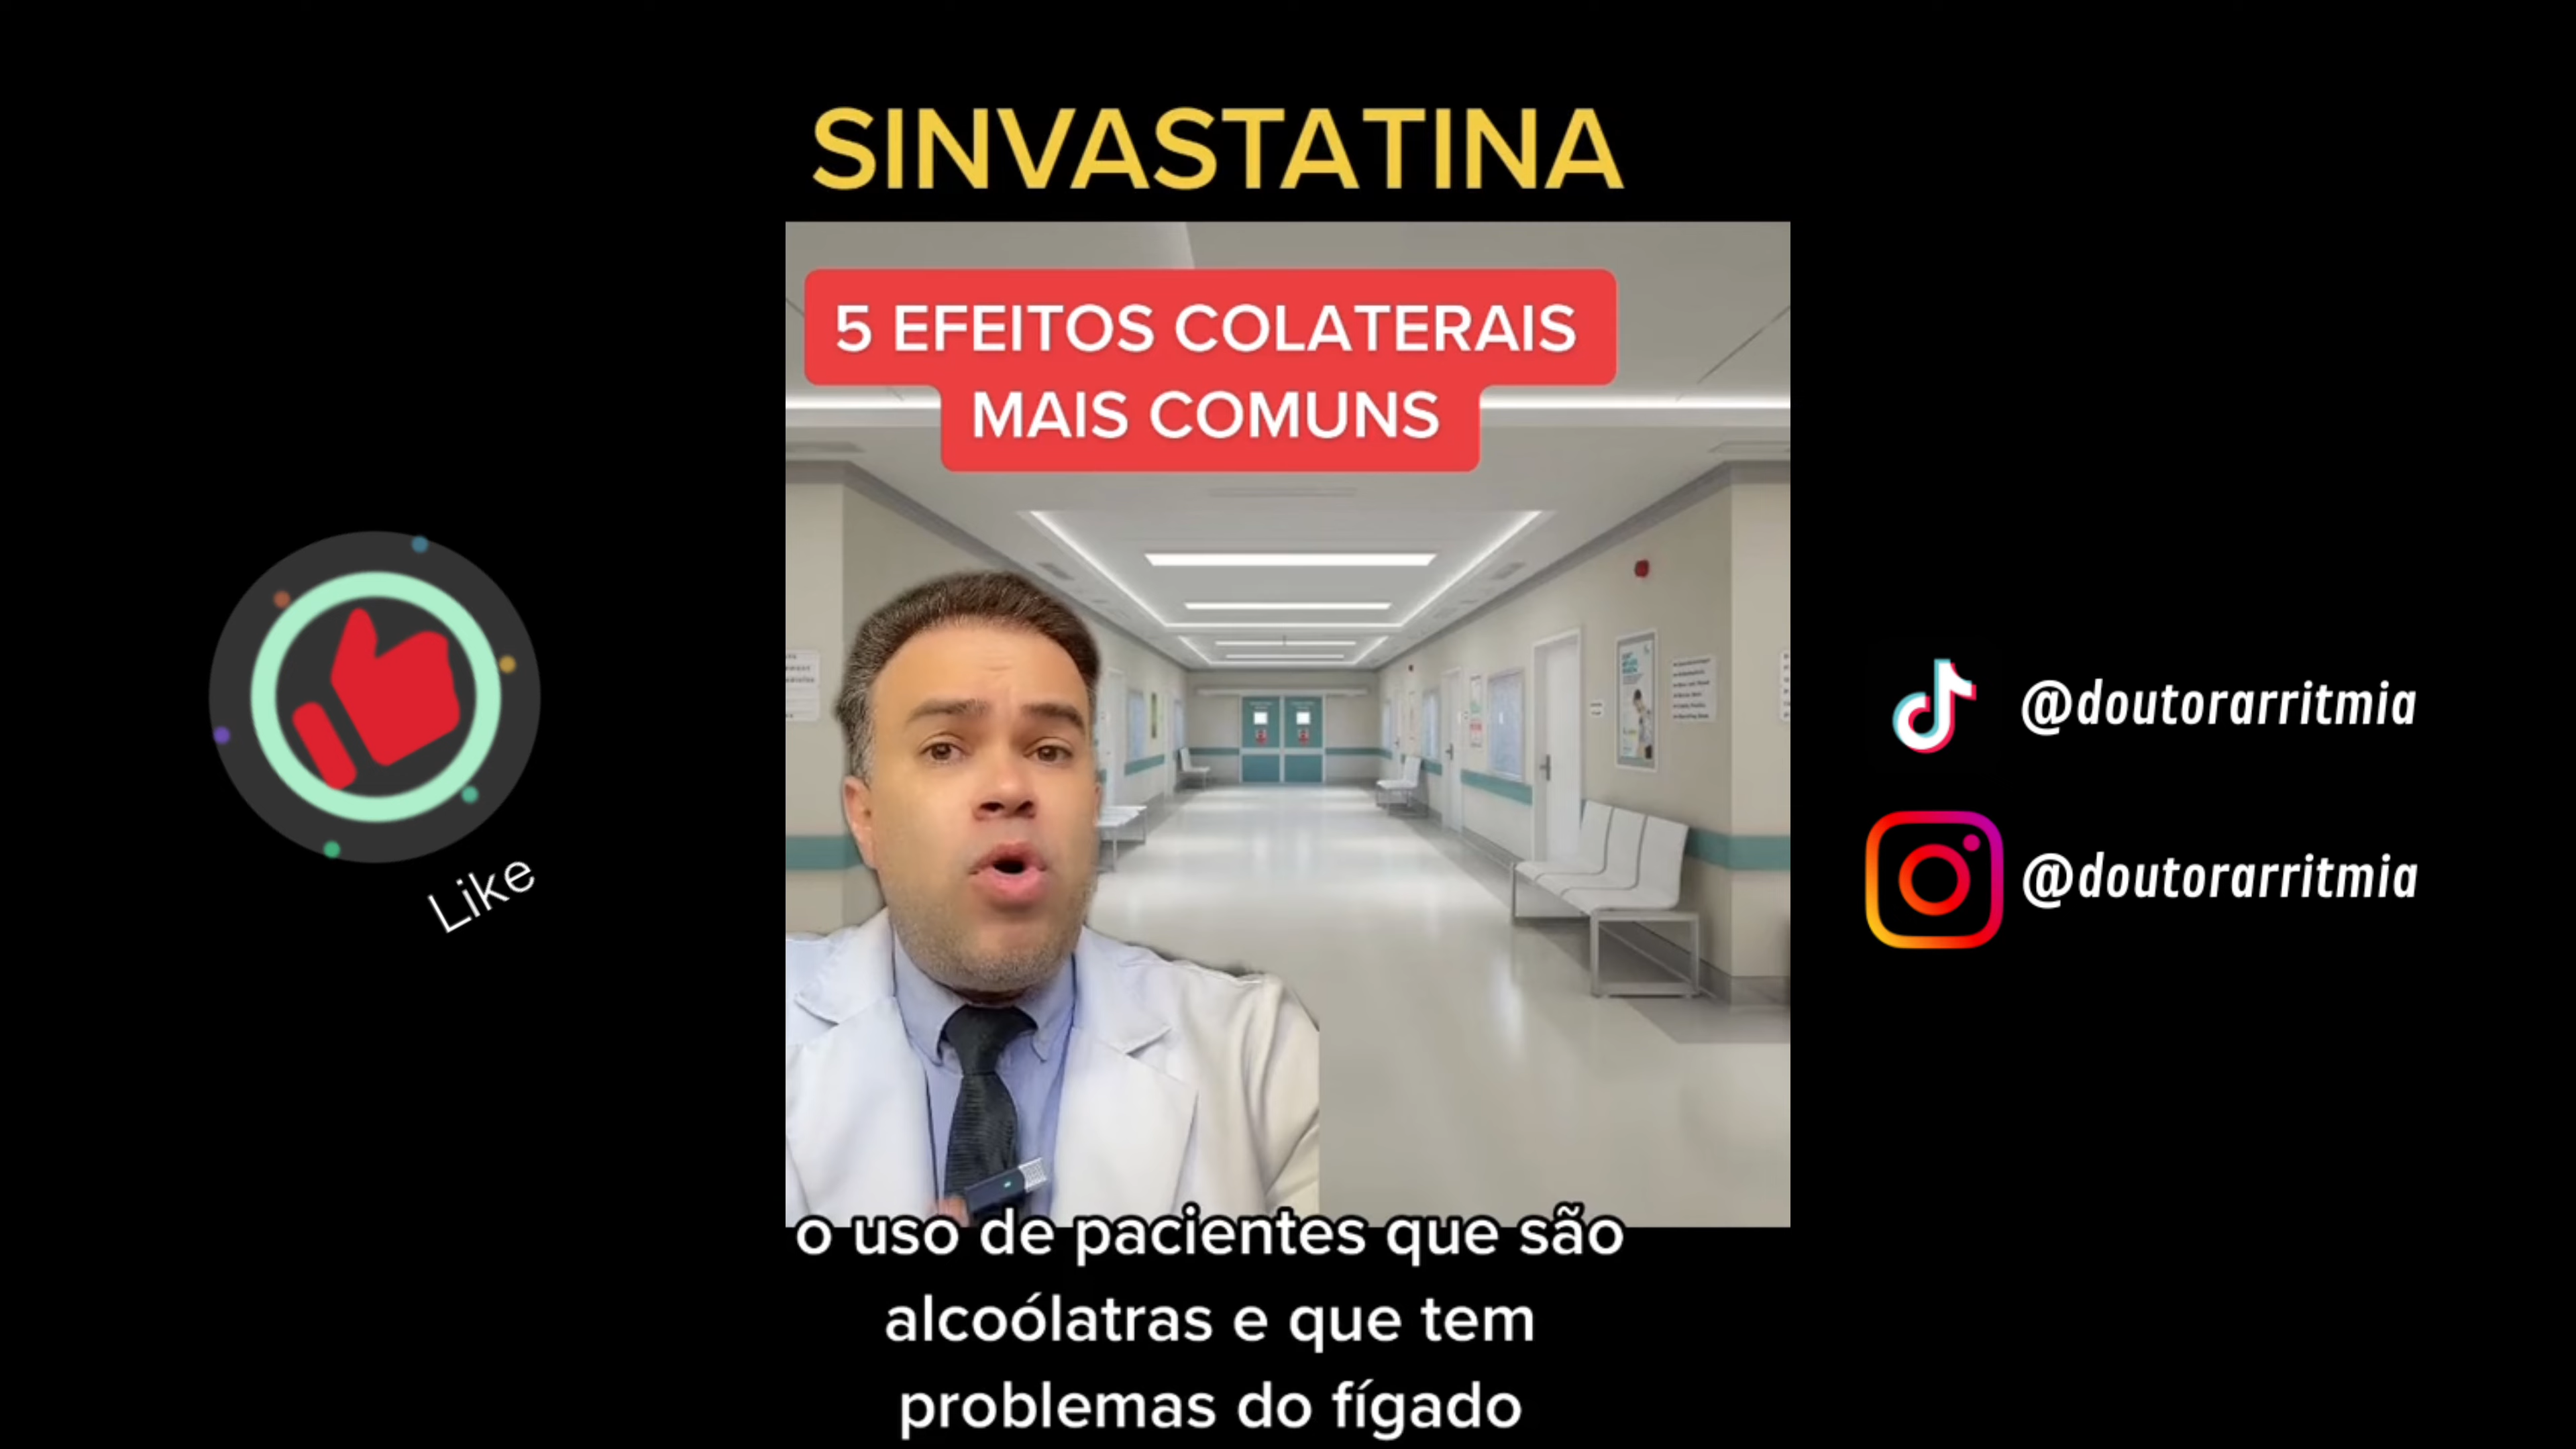 SINVASTATINA
5 EFEITOS COLATERAIS
MAIS COMUNS
Like
@doutorarritmia
@doutorarritmia
o uso de pacientes que são
alcoólatras e que tem
problemas do fígado